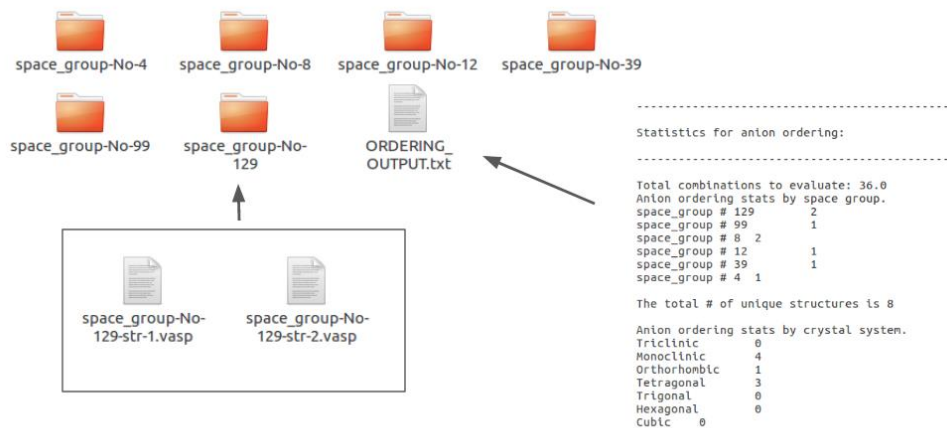 space_group-No-4
space_group-No-8
space_group-No-12
space_group-No-39
space_group-No-99
space_group-No-
129
ORDERING_
OUTPUT.txt
space_group-No-
129-str-1.vasp
space_group-No-
129-str-2.vasp
--------------------------------------------
Statistics for anion ordering:
--------------------------------------------
Total combinations to evaluate: 36.0
Anion ordering stats by space group.
space_group # 129 2
space_group # 99 1
space_group # 8 2
space_group # 12 1
space_group # 39 1
space_group # 4 1
The total # of unique structures is 8
Anion ordering stats by crystal system.
Triclinic 0
Monoclinic 4
Orthorhombic 1
Tetragonal 3
Trigonal 0
Hexagonal 0
Cubic 0